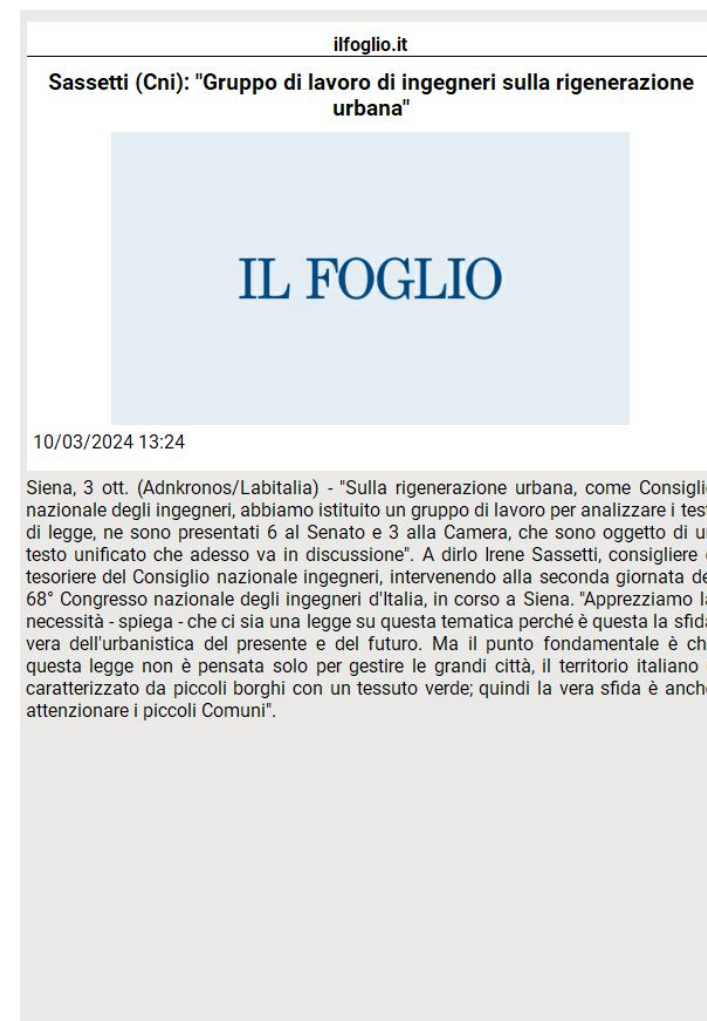 ilfoglio.it
Sassetti (Cni): "Gruppo di lavoro di ingegneri sulla rigenerazione
urbana"
IL FOGLIO
10/03/2024 13:24
Siena, 3 ott. (Adnkronos/Labitalia) - "Sulla rigenerazione urbana, come
nazionale degli ingegneri, abbiamo istituito un gruppo di lavoro per analizzare i
di legge, ne sono presentati 6 al Senato e 3 alla Camera, che sono oggetto di
testo unificato che adesso va in discussione". A dirlo Irene Sassetti, consigliere
tesoriere del Consiglio nazionale ingegneri, intervenendo alla seconda giornata
68° Congresso nazionale degli ingegneri d'Italia, in corso a Siena. "Apprezziamo
necessità - spiega - che ci sia una legge su questa tematica perché è questa la
vera dell'urbanistica del presente e del futuro. Ma il punto fondamentale è
questa legge non è pensata solo per gestire le grandi città, il territorio italiano
caratterizzato da piccoli borghi con un tessuto verde; quindi la vera sfida è
attenzionare i piccoli Comuni".